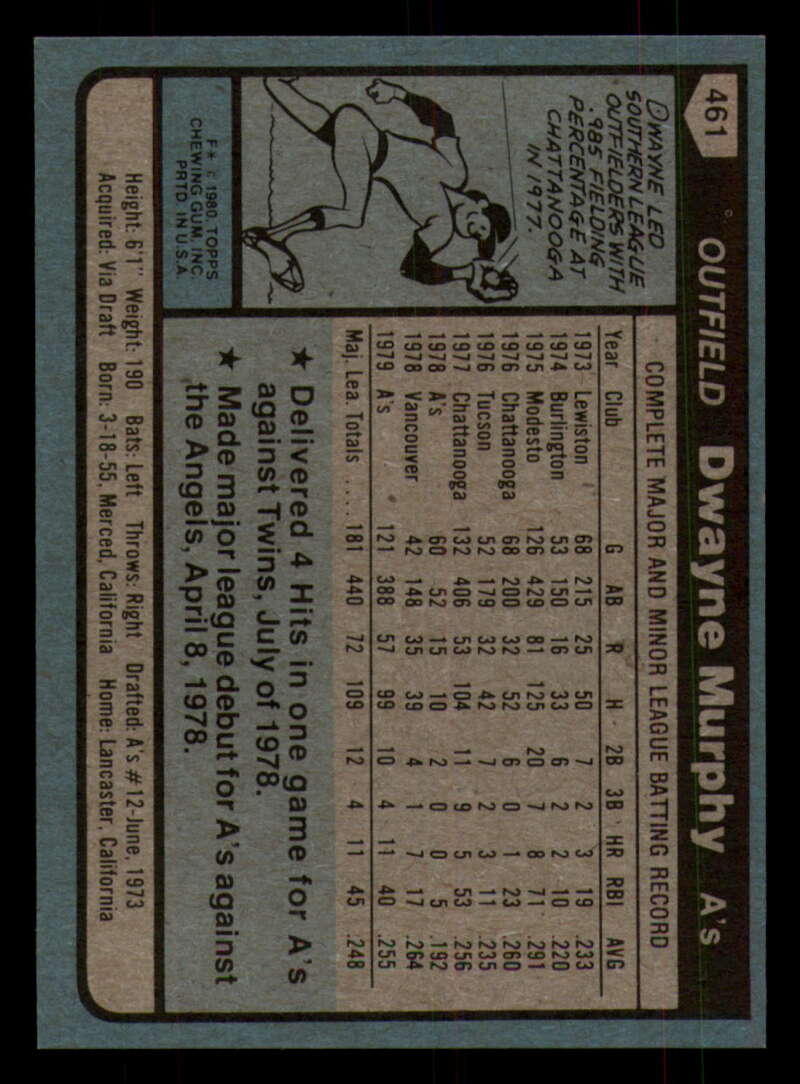 461 OUTFIELD Dwayne Murphy A's
DWAYNE LED
SOUTHERN LEAGUE
OUTFIELDERS WITH
.985 FIELDING
PERCENTAGE AT
CHATTANOOGA
IN 1977.
COMPLETE MAJOR AND MINOR LEAGUE BATTING RECORD
Year Club G AB R H 2B 3B HR RBI AVG
1973 Lewiston 68 215 25 50 7 2 3 19 .233
1974 Burlington 53 150 16 33 6 2 2 10 .220
1975 Modesto 126 429 81 125 20 7 8 71 .291
1976 Chattanooga 68 200 32 52 6 0 1 23 .260
1976 Tucson 52 179 32 42 7 2 3 11 .235
1977 Chattanooga 132 406 53 104 11 9 5 53 .256
1978 A's 60 52 15 10 2 0 0 5 .192
1978 Vancouver 42 148 35 39 4 1 7 17 .264
1979 A's 121 388 57 99 10 4 11 40 .255
Maj. Lea. Totals .... 181 440 72 109 12 4 11 45 .248
★ Delivered 4 Hits in one game for A's
against Twins, July of 1978.
★ Made major league debut for A's against
the Angels, April 8, 1978.
F★ © 1980 TOPPS
CHEWING GUM, INC.
PRTD. IN U.S.A.
Height: 6'1" Weight: 190 Bats: Left Throws: Right Drafted: A's #12-June, 1973
Acquired: Via Draft Born: 3-18-55, Merced, California Home: Lancaster, California